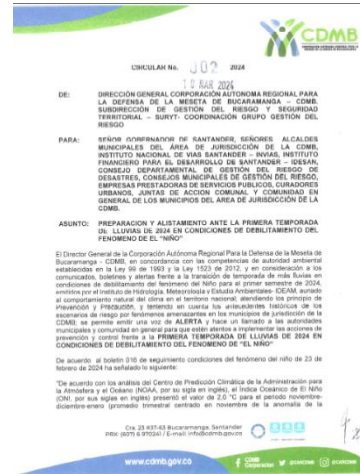 CDMB
CIRCULAR No. 002 2024
DE: DIRECCIÓN GENERAL CORPORACIÓN AUTONOMA REGIONAL PARA
LA DEFENSA DE LA MESETA DE BUCARAMANGA – CDMB.
SUBDIRECCIÓN DE GESTIÓN DEL RIESGO Y SEGURIDAD
TERRITORIAL – SURYT- COORDINACIÓN GRUPO GESTIÓN DEL
RIESGO
PARA: SEÑOR GOBERNADOR DE SANTANDER, SEÑORES ALCALDES
MUNICIPALES DEL ÁREA DE JURISDICCIÓN DE LA CDMB,
INSTITUTO NACIONAL DE VIAS SANTANDER – INVIAS, INSTITUTO
FINANCIERO PARA EL DESARROLLO DE SANTANDER – IDESAN,
CONSEJO DEPARTAMENTAL DE GESTIÓN DEL RIESGO DE
DESASTRES, CONSEJOS MUNICIPALES DE GESTIÓN DEL RIESGO,
EMPRESAS PRESTADORAS DE SERVICIOS PUBLICOS, CURADORES
URBANOS, JUNTAS DE ACCION COMUNAL Y COMUNIDAD EN
GENERAL DE LOS MUNICIPIOS DEL AREA DE JURISDICCIÓN DE LA
CDMB.
ASUNTO: PREPARACION Y ALISTAMIENTO ANTE LA PRIMERA TEMPORADA
DE LLUVIAS DE 2024 EN CONDICIONES DE DEBILITAMIENTO DEL
FENOMENO DE EL "NIÑO"
El Director General de la Corporación Autónoma Regional Para la Defensa de la Meseta de
Bucaramanga - CDMB, en concordancia con las competencias de autoridad ambiental
establecidas en la Ley 99 de 1993 y la Ley 1523 de 2012, y en consideración a los
comunicados, boletines y alertas frente a la transición de temporada de más lluvias en
condiciones de debilitamiento del fenómeno del Niño para el primer semestre de 2024,
emitidos por el Instituto de Hidrología, Meteorología y Estudio Ambientales- IDEAM, aunado
al comportamiento natural del clima en el territorio nacional, atendiendo los principios de
Prevención y Precaución, y teniendo en cuenta los antecedentes históricos de los
escenarios de riesgo por fenómenos amenazantes en los municipios de jurisdicción de la
CDMB; se permite emitir una voz de ALERTA y hace un llamado a las autoridades
municipales y comunidad en general para que estén atentos a implementar las acciones de
prevención y control frente a la PRIMERA TEMPORADA DE LLUVIAS DE 2024 EN
CONDICIONES DE DEBILITAMIENTO DEL FENOMENO DE "EL NIÑO"
De acuerdo al boletín 016 de seguimiento condiciones del fenómeno del niño de 23 de
febrero de 2024 ha señalado lo siguiente:
"De acuerdo con los análisis del Centro de Predicción Climática de la Administración para
la Atmósfera y el Océano (NOAA, por su sigla en inglés), el Índice Oceánico de El Niño
(ONI, por sus siglas en inglés) presentó el valor de 2,0 °C para el periodo noviembre-
diciembre-enero (promedio trimestral centrado en noviembre de la anomalía de la
Cra. 23 #37-63 Bucaramanga, Santander
PBX: (607) 6 970241 / E-mail: info@cdmb.gov.co
www.cdmb.gov.co